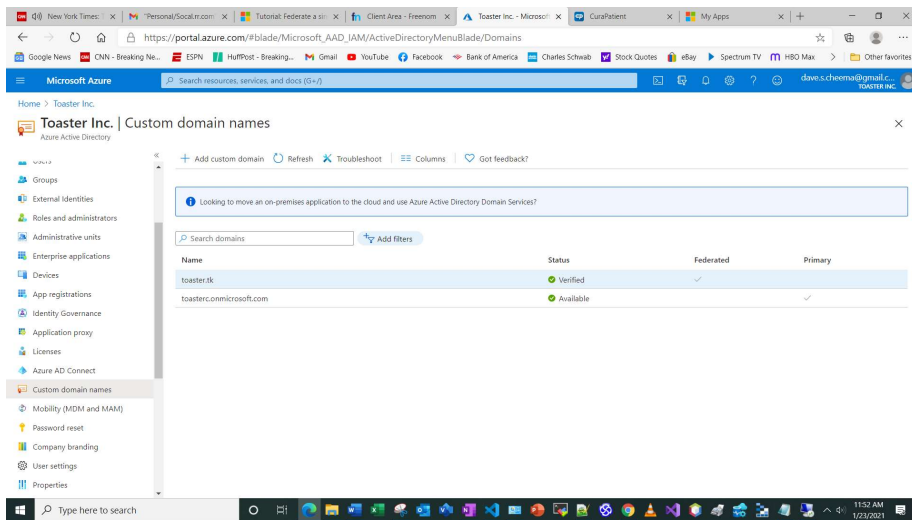 New York Times:
"Personal/Socal.rr.com
Tutorial: Federate a sin
Client Area - Freenom
Toaster Inc. - Microsof
CuraPatient
My Apps
https://portal.azure.com/#blade/Microsoft_AAD_IAM/ActiveDirectoryMenuBlade/Domains
Google News CNN - Breaking Ne... ESPN HuffPost - Breaking... Gmail YouTube Facebook Bank of America Charles Schwab Stock Quotes eBay Spectrum TV HBO Max Other favorites
Microsoft Azure
Search resources, services, and docs (G+/)
dave.s.cheema@gmail.c...
TOASTER INC.
Home > Toaster Inc.
Toaster Inc. | Custom domain names
Azure Active Directory
Users
Groups
External Identities
Roles and administrators
Administrative units
Enterprise applications
Devices
App registrations
Identity Governance
Application proxy
Licenses
Azure AD Connect
Custom domain names
Mobility (MDM and MAM)
Password reset
Company branding
User settings
Properties
+ Add custom domain Refresh Troubleshoot Columns Got feedback?
Looking to move an on-premises application to the cloud and use Azure Active Directory Domain Services?
Search domains
Add filters
Name Status Federated Primary
toaster.tk Verified
toasterc.onmicrosoft.com Available
Type here to search
11:52 AM
1/23/2021